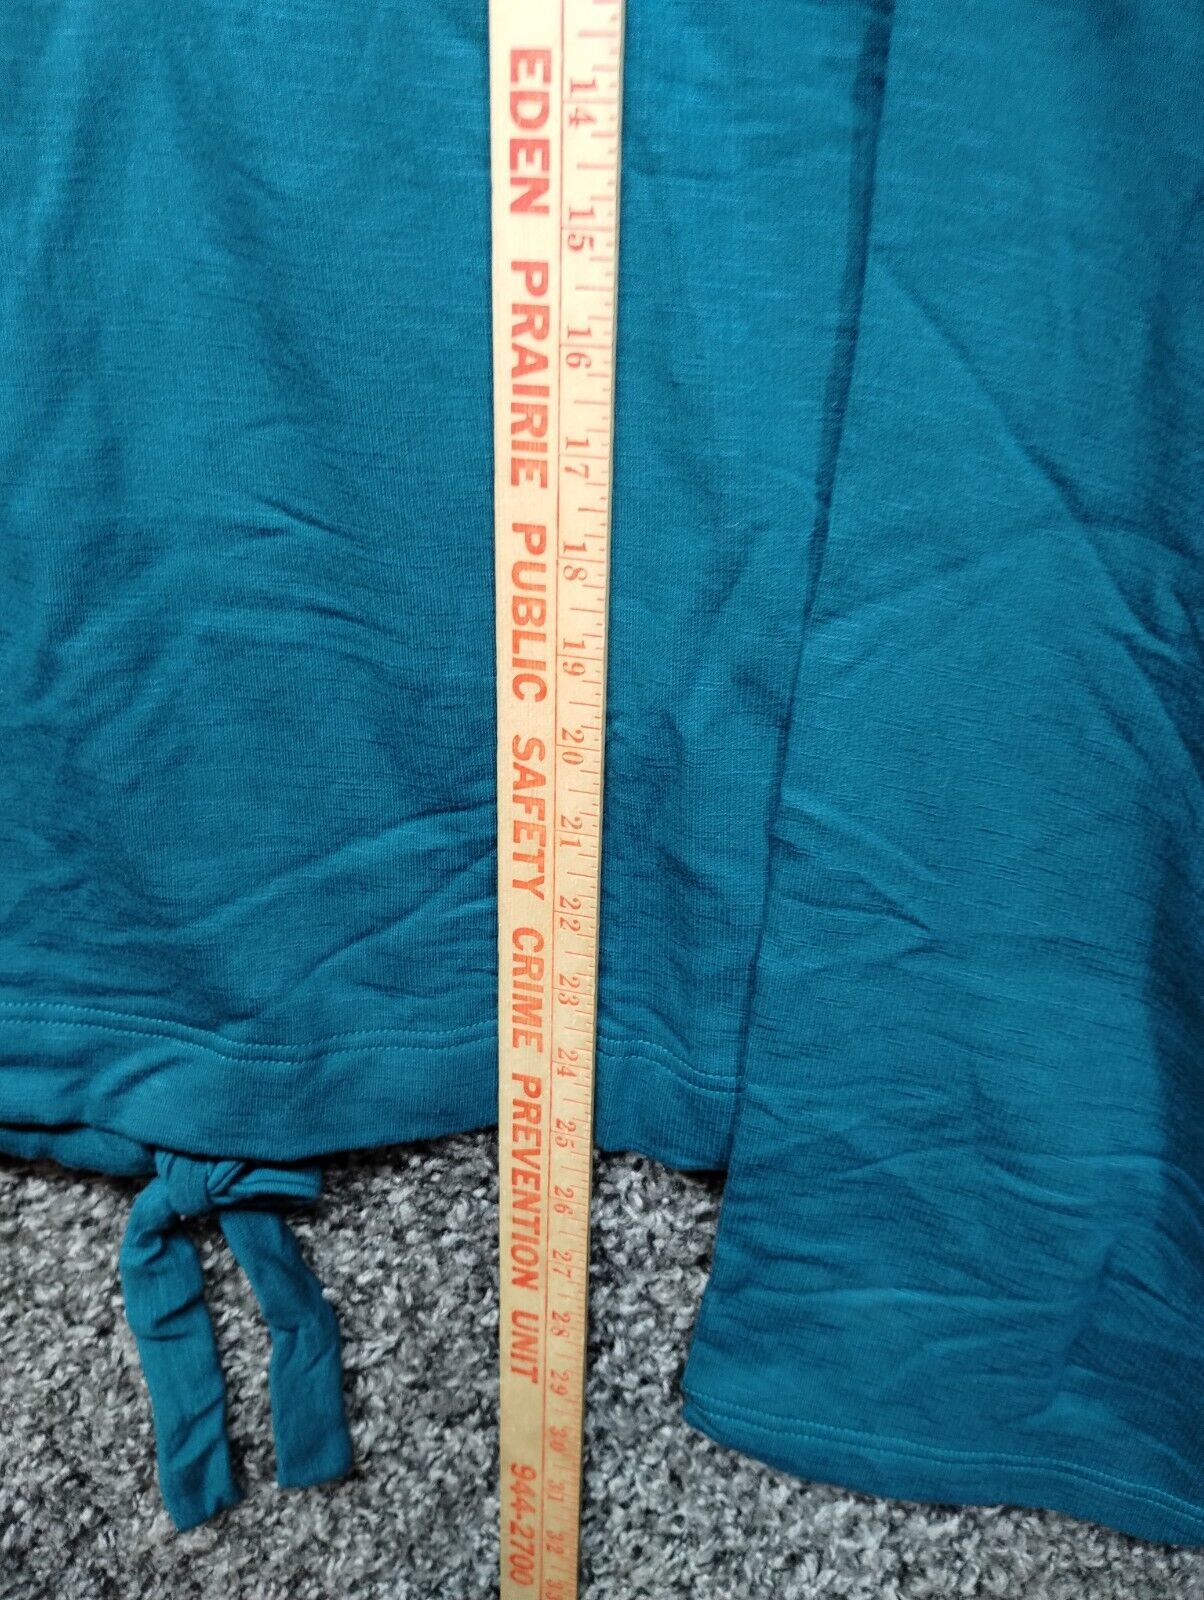 EDEN PRAIRIE PUBLIC SAFETY CRIME PREVENTION UNIT 944-2700
14 15 16 17 18 19 20 21 22 23 24 25 26 27 28 29 30 31 32 33